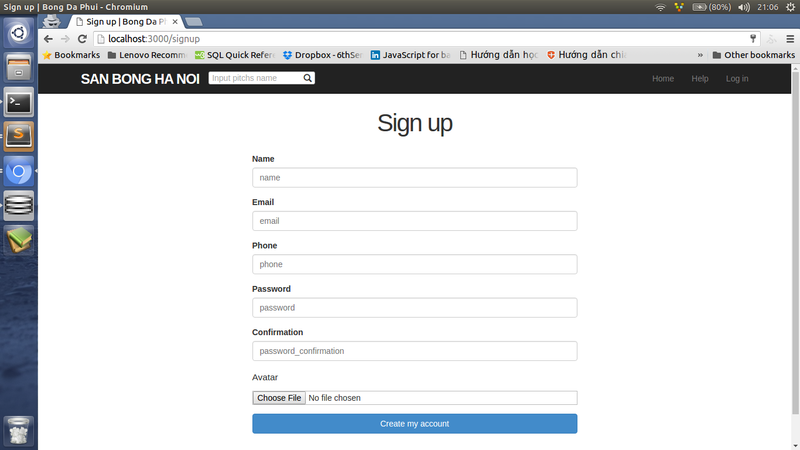 Sign up | Bong Da Phui - Chromium
(80%)
21:06
Sign up | Bong Da Ph
localhost:3000/signup
Bookmarks
Lenovo Recomm
SQL Quick Refer
Dropbox - 6thSer
JavaScript for ba
Hướng dẫn học
Hướng dẫn chi
»
Other bookmarks
SAN BONG HA NOI
Input pitchs name
Home
Help
Log in
Sign up
Name
name
Email
email
Phone
phone
Password
password
Confirmation
password_confirmation
Avatar
Choose File No file chosen
Create my account